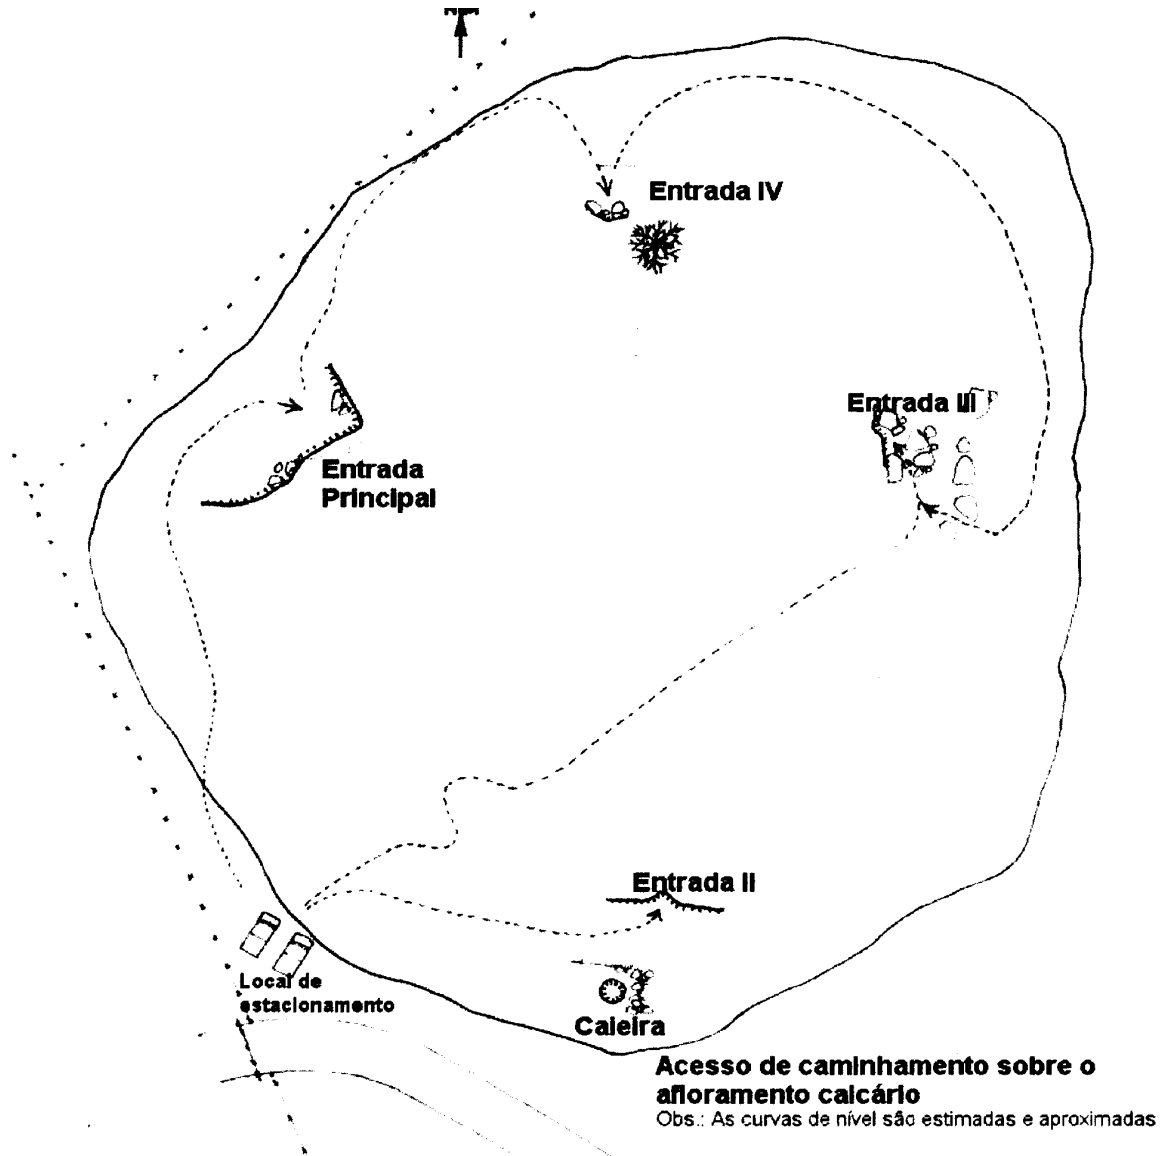 Entrada IV
Entrada III
Entrada
Principal
Entrada II
Local de
estacionamento
Caieira
Acesso de caminhamento sobre o
afloramento calcário
Obs.: As curvas de nível são estimadas e aproximadas